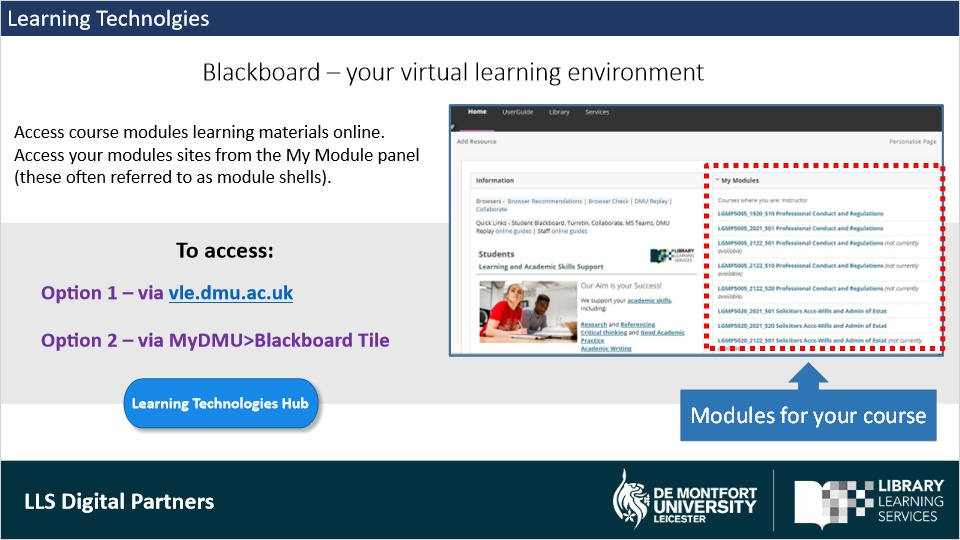 Learning Technolgies
Blackboard – your virtual learning environment
Access course modules learning materials online.
Access your modules sites from the My Module panel
(these often referred to as module shells).
To access:
Option 1 – via vle.dmu.ac.uk
Option 2 – via MyDMU>Blackboard Tile
Learning Technologies Hub
Home UserGuide Library Services
Add Resource
Personalise Page
Information
Browsers - Browser Recommendations | Browser Check | DMU Replay |
Collaborate
Quick Links - Student Blackboard, Turnitin, Collaborate, MS Teams, DMU
Replay online guides | Staff online guides
Students
LIBRARY
LEARNING
SERVICES
Learning and Academic Skills Support
Our Aim is your Success!
We support your academic skills,
including:
Research and Referencing
Critical thinking and Good Academic
Practice
Academic Writing
My Modules
Courses where you are: Instructor
LGMP5005_1920_510 Professional Conduct and Regulations
LGMP5005_2021_501 Professional Conduct and Regulations
LGMP5005_2122_501 Professional Conduct and Regulations (not currently
available)
LGMP5005_2122_510 Professional Conduct and Regulations (not currently
available)
LGMP5005_2122_520 Professional Conduct and Regulations (not currently
available)
LGMP5020_2021_501 Solicitors Accs-Wills and Admin of Estat
LGMP5020_2021_520 Solicitors Accs-Wills and Admin of Estat
LGMP5020_2122_501 Solicitors Accs-Wills and Admin of Estat (not currently
Modules for your course
LLS Digital Partners
DE MONTFORT
UNIVERSITY
LEICESTER
LIBRARY
LEARNING
SERVICES